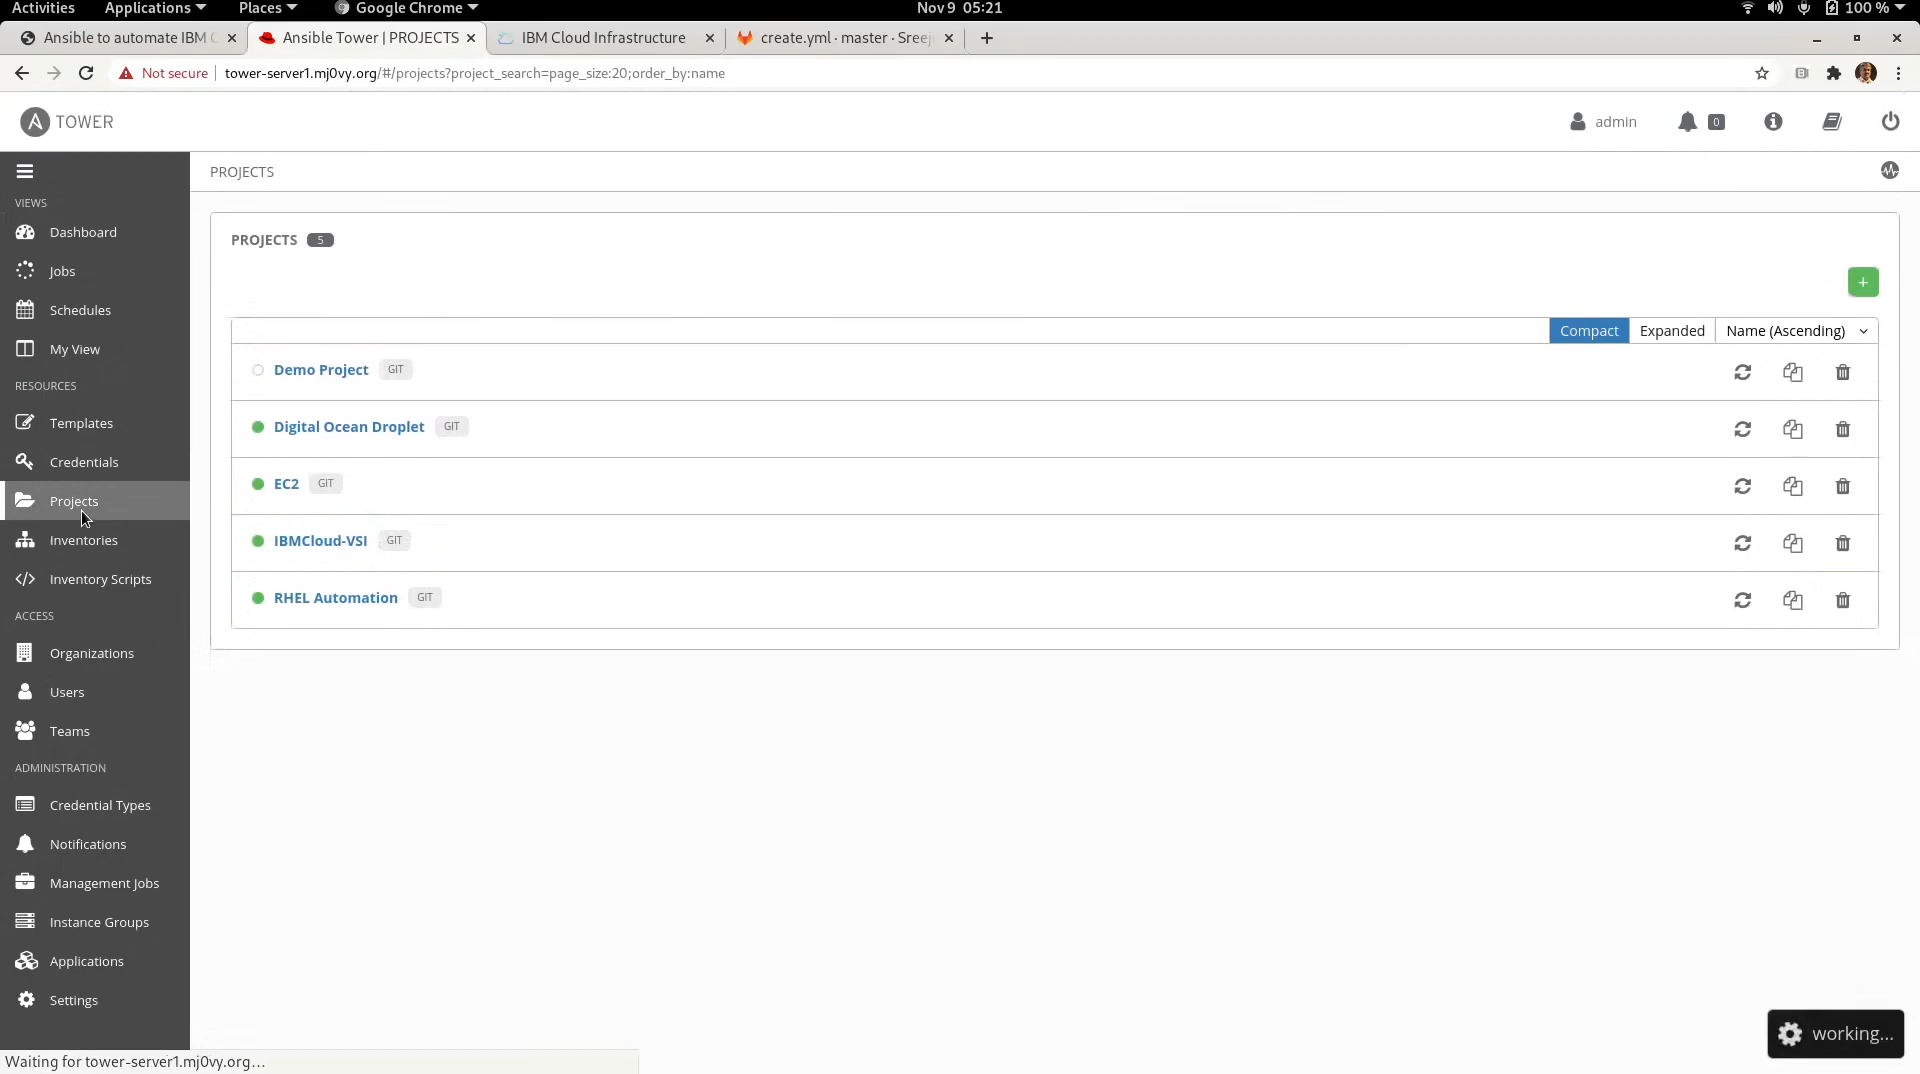 Activities Applications Places Google Chrome Nov 9 05:21 100 %
Ansible to automate IBM C Ansible Tower | PROJECTS IBM Cloud Infrastructure create.yml · master · Sreej
Not secure tower-server1.mj0vy.org/#/projects?project_search=page_size:20;order_by:name
TOWER admin 0
PROJECTS
VIEWS
Dashboard
Jobs
Schedules
My View
RESOURCES
Templates
Credentials
Projects
Inventories
Inventory Scripts
ACCESS
Organizations
Users
Teams
ADMINISTRATION
Credential Types
Notifications
Management Jobs
Instance Groups
Applications
Settings
PROJECTS 5
+
Compact Expanded Name (Ascending)
Demo Project GIT
Digital Ocean Droplet GIT
EC2 GIT
IBMCloud-VSI GIT
RHEL Automation GIT
working...
Waiting for tower-server1.mj0vy.org...